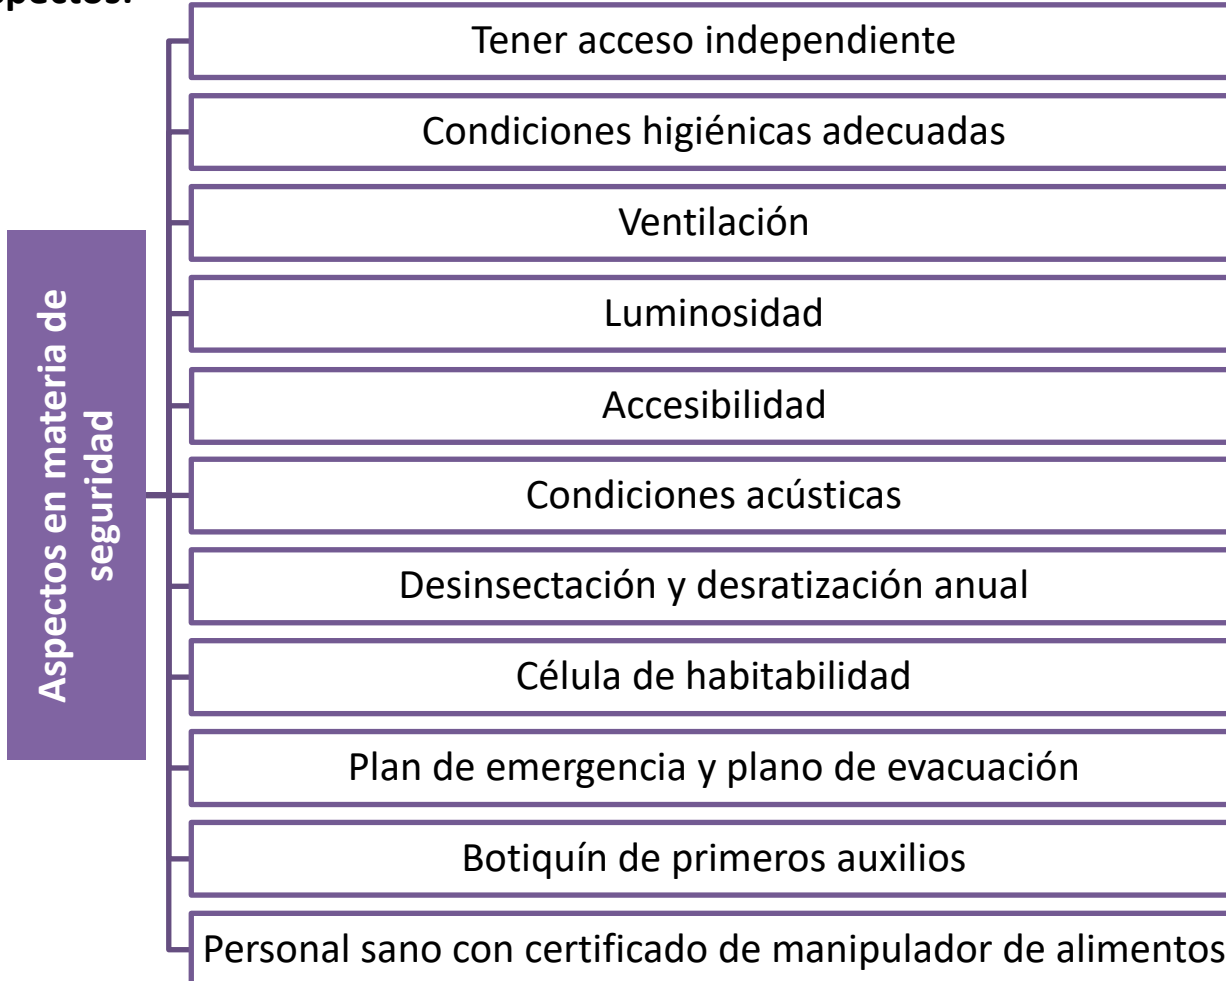 Tener acceso independiente
Condiciones higiénicas adecuadas
Ventilación
Luminosidad
Aspectos en materia de
seguridad
Accesibilidad
Condiciones acústicas
Desinsectación y desratización anual
Célula de habitabilidad
Plan de emergencia y plano de evacuación
Botiquín de primeros auxilios
Personal sano con certificado de manipulador de alimentos